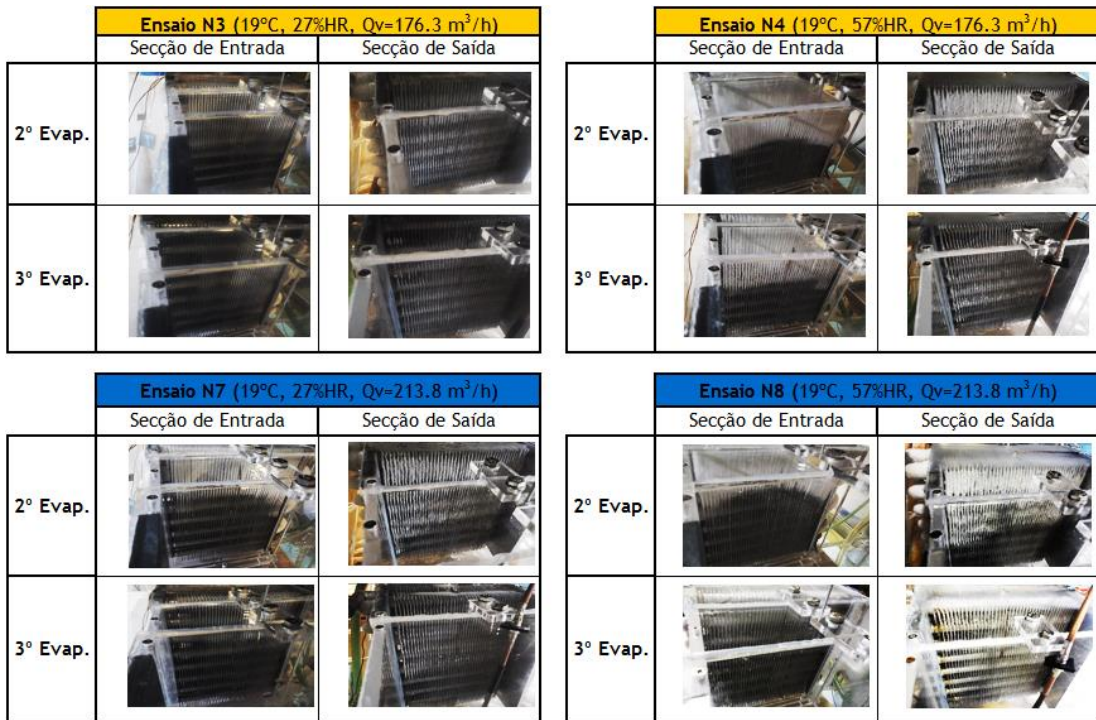 Ensaio N3 (19ºC, 27%HR, Qv=176.3 m³/h)
Secção de Entrada Secção de Saída
2º Evap.
3º Evap.
Ensaio N4 (19ºC, 57%HR, Qv=176.3 m³/h)
Secção de Entrada Secção de Saída
2º Evap.
3º Evap.
Ensaio N7 (19ºC, 27%HR, Qv=213.8 m³/h)
Secção de Entrada Secção de Saída
2º Evap.
3º Evap.
Ensaio N8 (19ºC, 57%HR, Qv=213.8 m³/h)
Secção de Entrada Secção de Saída
2º Evap.
3º Evap.